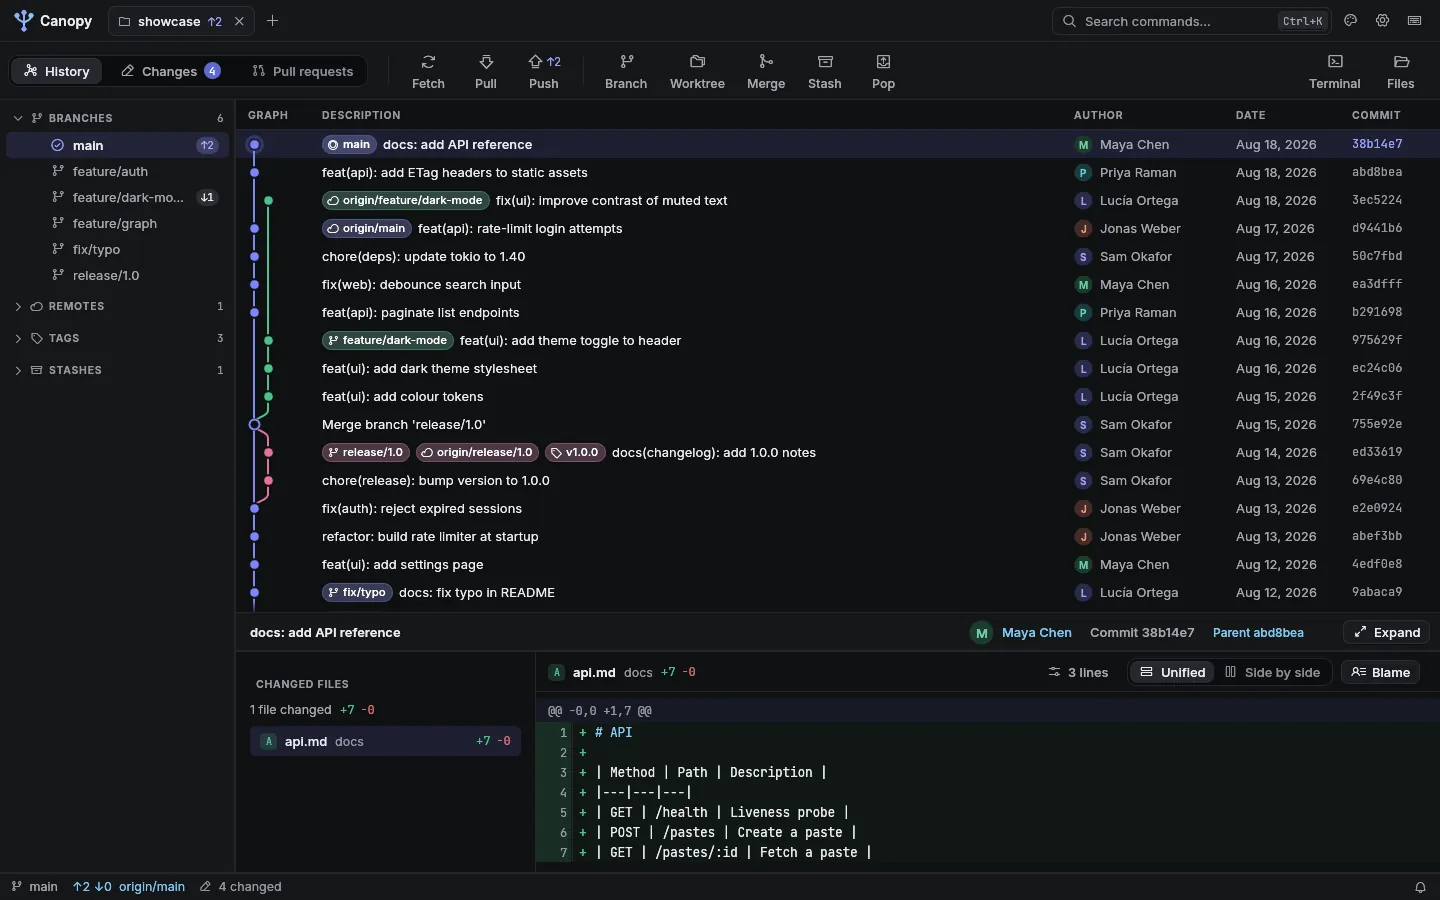 Canopy showcase ↑2 Search commands... Ctrl+K
History Changes 4 Pull requests Fetch Pull ↑2 Push Branch Worktree Merge Stash Pop Terminal Files
BRANCHES 6
main ↑2
feature/auth
feature/dark-mo... ↓1
feature/graph
fix/typo
release/1.0
REMOTES 1
TAGS 3
STASHES 1
GRAPH DESCRIPTION AUTHOR DATE COMMIT
main docs: add API reference M Maya Chen Aug 18, 2026 38b14e7
feat(api): add ETag headers to static assets P Priya Raman Aug 18, 2026 abd8bea
origin/feature/dark-mode fix(ui): improve contrast of muted text L Lucía Ortega Aug 18, 2026 3ec5224
origin/main feat(api): rate-limit login attempts J Jonas Weber Aug 17, 2026 d9441b6
chore(deps): update tokio to 1.40 S Sam Okafor Aug 17, 2026 50c7fbd
fix(web): debounce search input M Maya Chen Aug 16, 2026 ea3dfff
feat(api): paginate list endpoints P Priya Raman Aug 16, 2026 b291698
feature/dark-mode feat(ui): add theme toggle to header L Lucía Ortega Aug 16, 2026 975629f
feat(ui): add dark theme stylesheet L Lucía Ortega Aug 16, 2026 ec24c06
feat(ui): add colour tokens L Lucía Ortega Aug 15, 2026 2f49c3f
Merge branch 'release/1.0' S Sam Okafor Aug 15, 2026 755e92e
release/1.0 origin/release/1.0 v1.0.0 docs(changelog): add 1.0.0 notes S Sam Okafor Aug 14, 2026 ed33619
chore(release): bump version to 1.0.0 S Sam Okafor Aug 13, 2026 69e4c80
fix(auth): reject expired sessions J Jonas Weber Aug 13, 2026 e2e0924
refactor: build rate limiter at startup J Jonas Weber Aug 13, 2026 abef3bb
feat(ui): add settings page M Maya Chen Aug 12, 2026 4edf0e8
fix/typo docs: fix typo in README L Lucía Ortega Aug 12, 2026 9abaca9
docs: add API reference M Maya Chen Commit 38b14e7 Parent abd8bea Expand
CHANGED FILES
1 file changed +7 -0
A api.md docs +7 -0
A api.md docs +7 -0 3 lines Unified Side by side Blame
@@ -0,0 +1,7 @@
1 + # API
2 +
3 + | Method | Path | Description |
4 + |---|---|---|
5 + | GET | /health | Liveness probe |
6 + | POST | /pastes | Create a paste |
7 + | GET | /pastes/:id | Fetch a paste |
main ↑2 ↓0 origin/main 4 changed